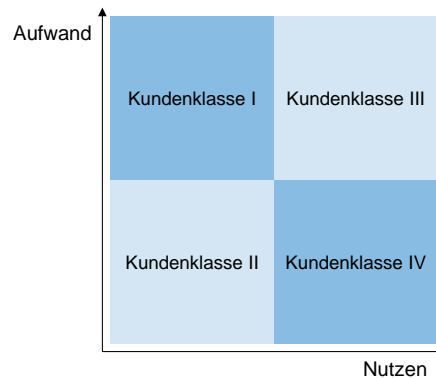 Aufwand
Kundenklasse I
Kundenklasse III
Kundenklasse II
Kundenklasse IV
Nutzen